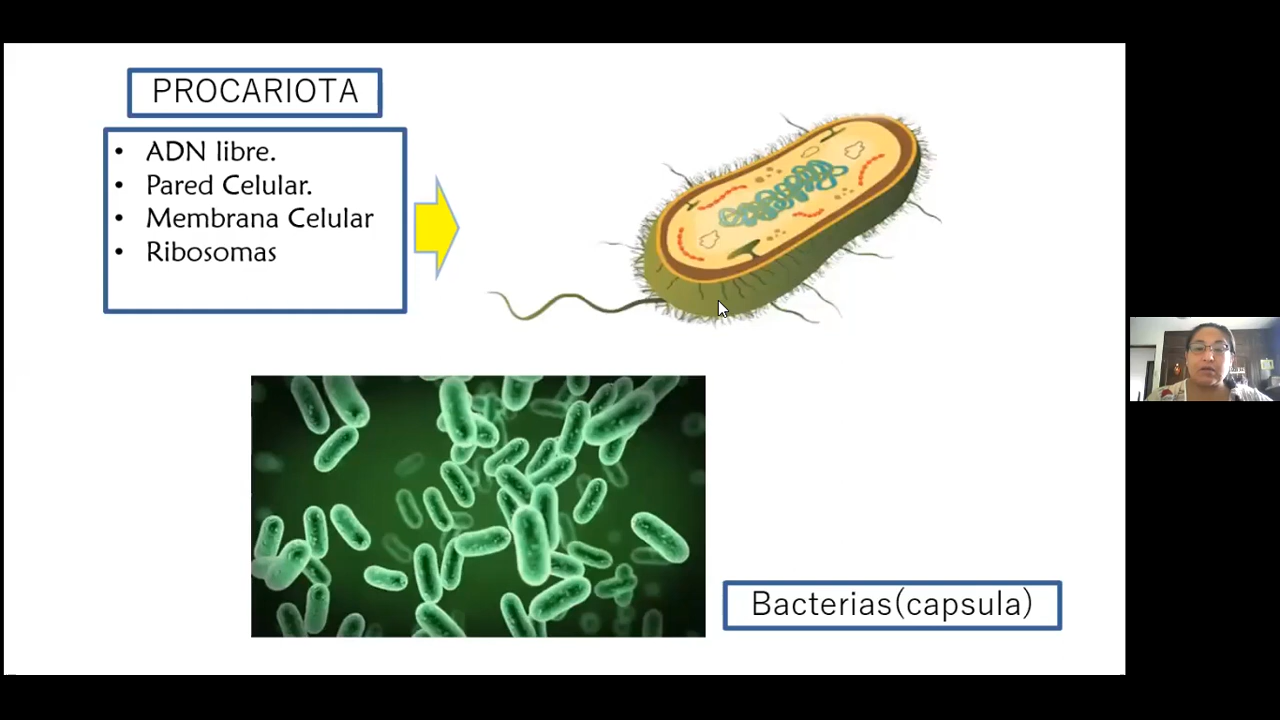 PROCARIOTA
• ADN libre.
• Pared Celular.
• Membrana Celular
• Ribosomas
Bacterias(capsula)